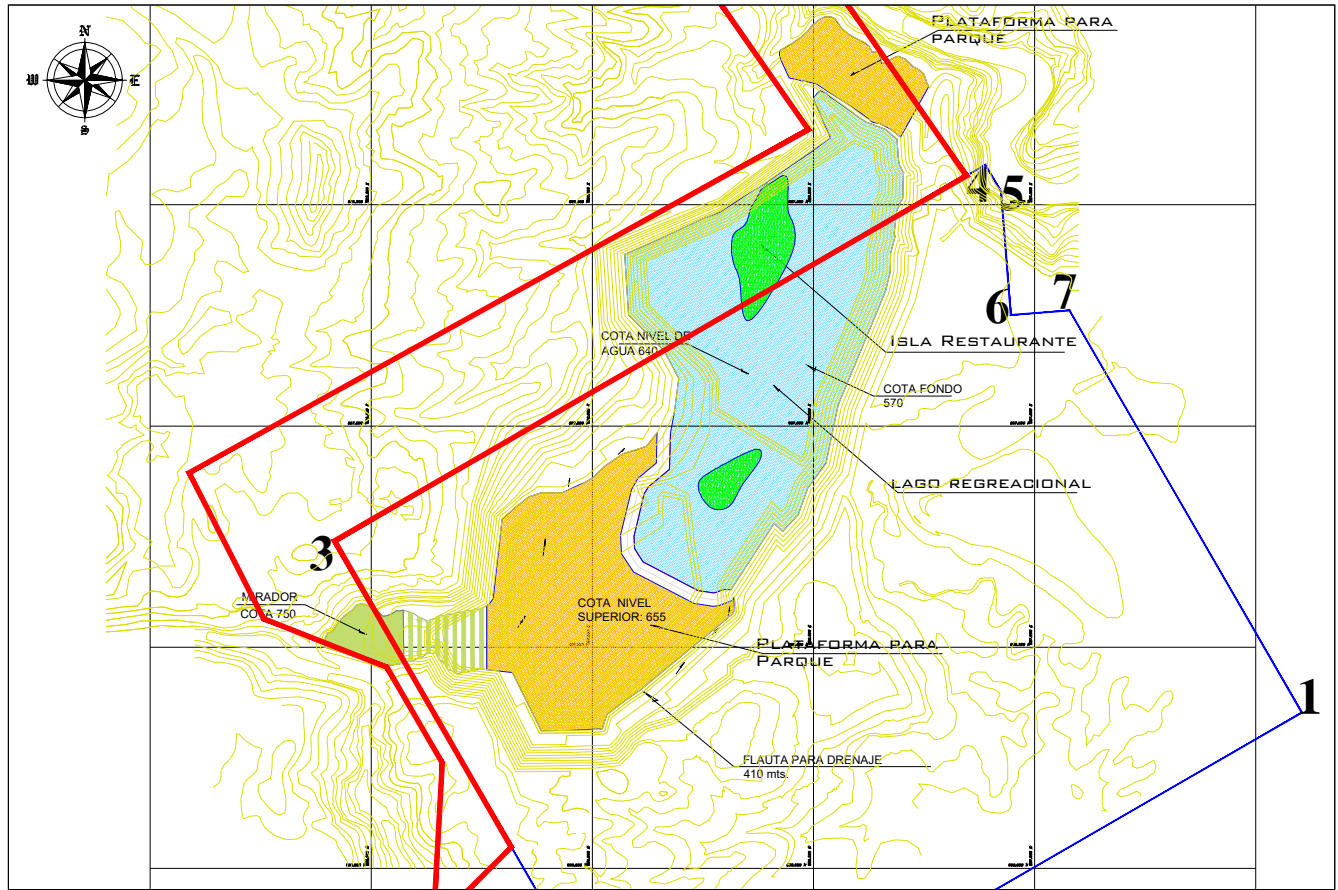 N
W
E
S
PLATAFORMA PARA
PARQUE
5
6
7
ISLA RESTAURANTE
COTA NIVEL DE
AGUA 640
COTA FONDO
570
LAGO REGREACIONAL
3
MIRADOR
COTA 750
COTA NIVEL
SUPERIOR: 655
PLATAFORMA PARA
PARQUE
1
FLAUTA PARA DRENAJE
410 mts.